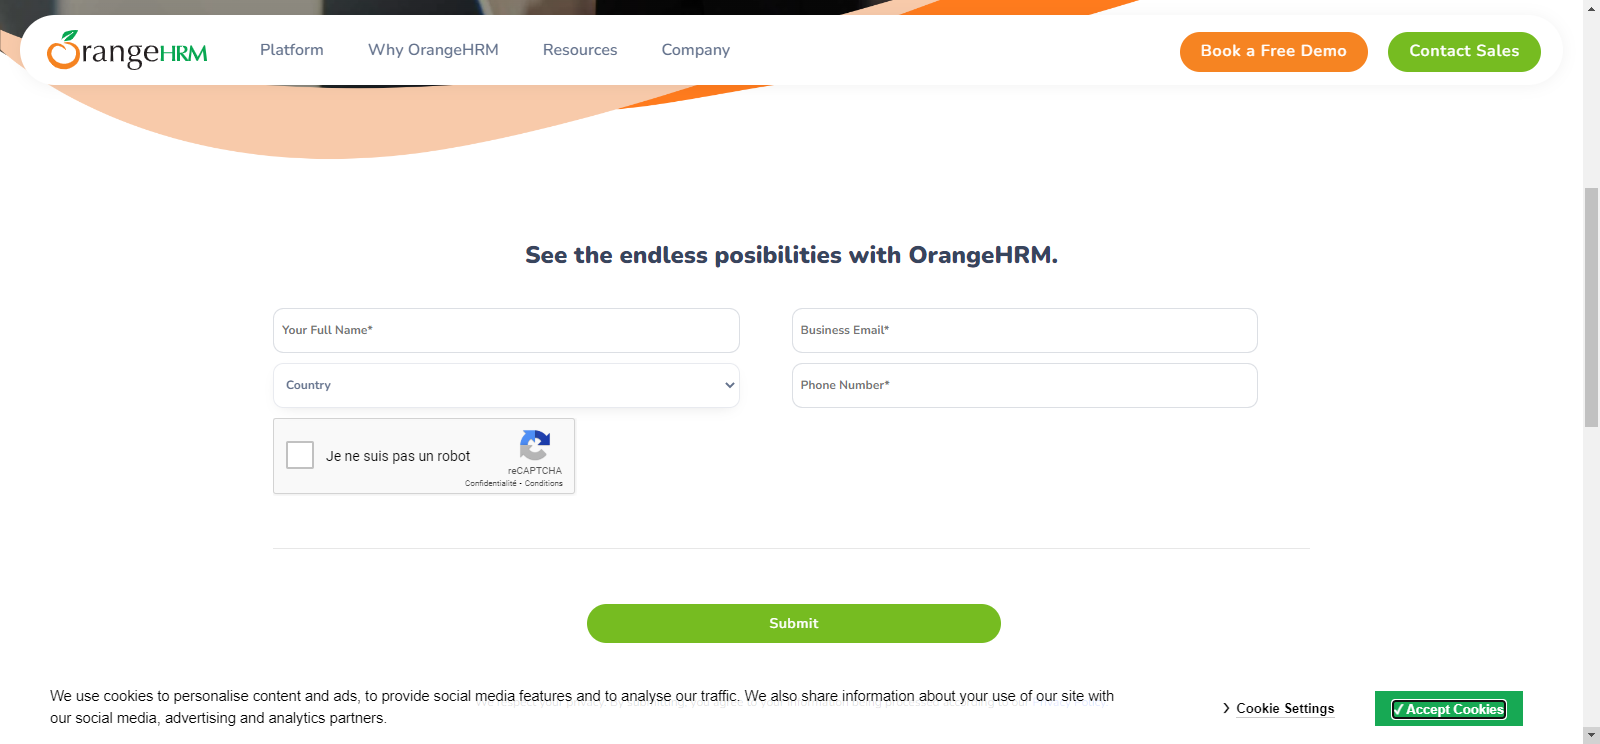 OrangeHRM
Platform
Why OrangeHRM
Resources
Company
Book a Free Demo
Contact Sales
See the endless posibilities with OrangeHRM.
Your Full Name*
Business Email*
Country
Phone Number*
Je ne suis pas un robot
reCAPTCHA
Confidentialité - Conditions
Submit
We use cookies to personalise content and ads, to provide social media features and to analyse our traffic. We also share information about your use of our site with
our social media, advertising and analytics partners.
Cookie Settings
✓ Accept Cookies